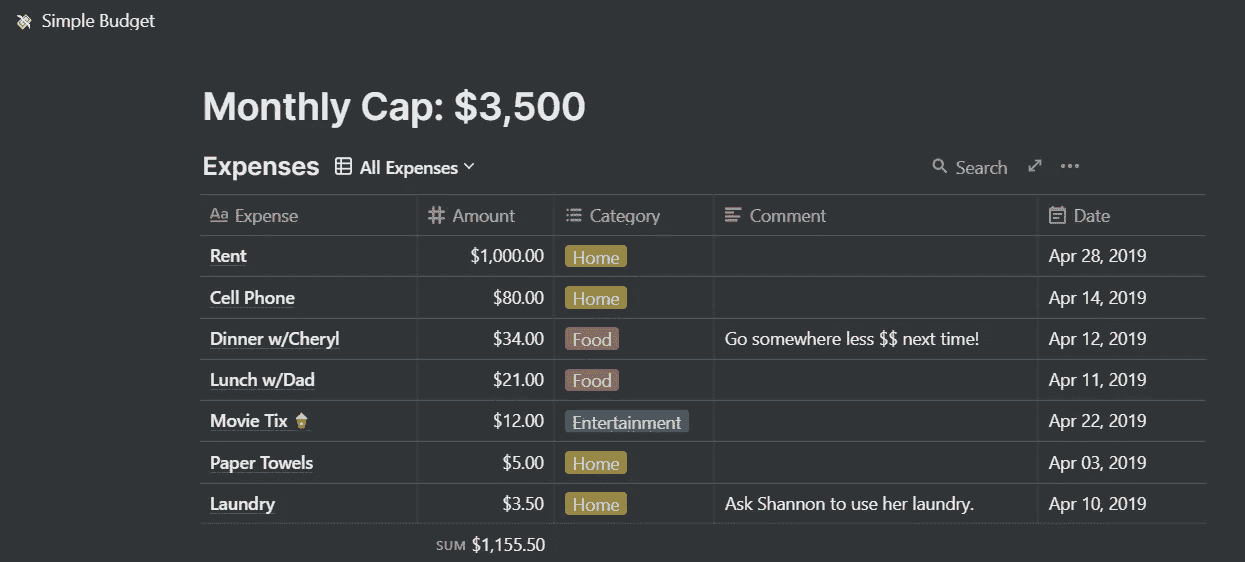 Simple Budget
Monthly Cap: $3,500
Expenses All Expenses Search
Aa Expense Amount Category Comment Date
Rent $1,000.00 Home Apr 28, 2019
Cell Phone $80.00 Home Apr 14, 2019
Dinner w/Cheryl $34.00 Food Go somewhere less $$ next time! Apr 12, 2019
Lunch w/Dad $21.00 Food Apr 11, 2019
Movie Tix $12.00 Entertainment Apr 22, 2019
Paper Towels $5.00 Home Apr 03, 2019
Laundry $3.50 Home Ask Shannon to use her laundry. Apr 10, 2019
SUM $1,155.50